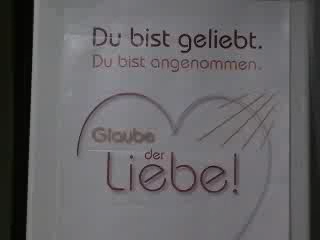 Du bist geliebt.
Du bist angenommen.
Glaube
der
Liebe!